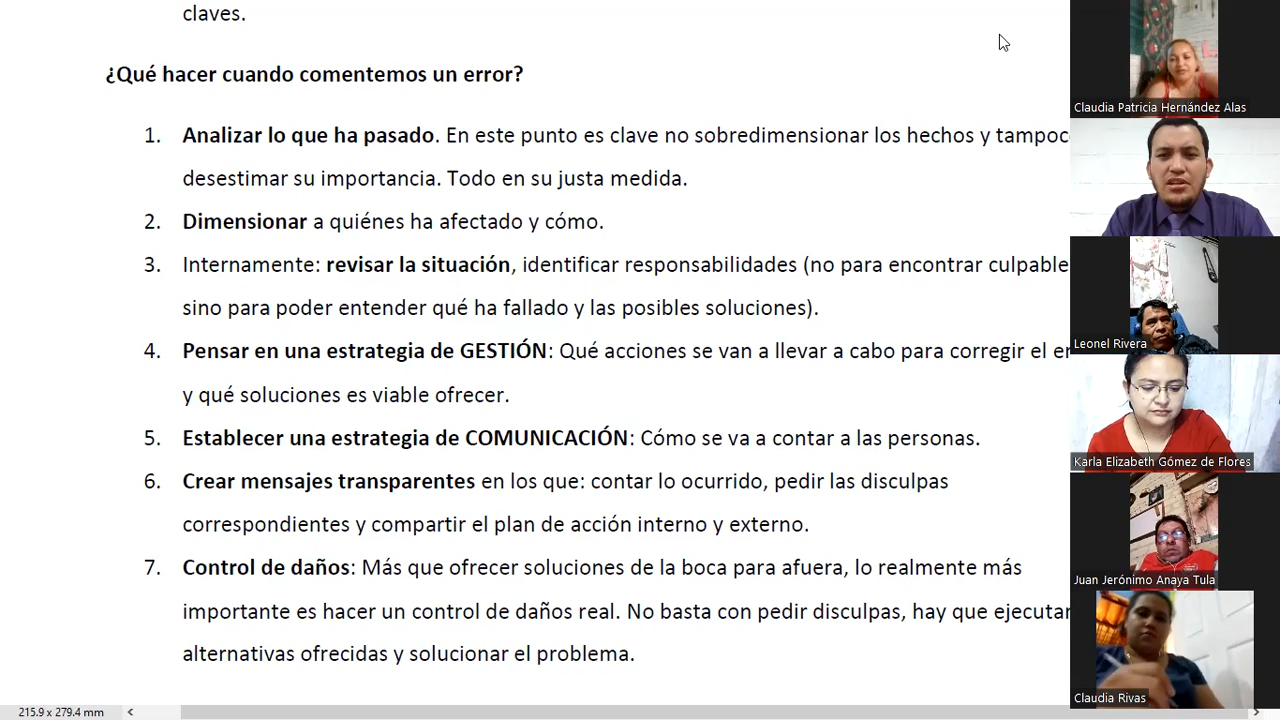 claves.
¿Qué hacer cuando comentemos un error?
1. Analizar lo que ha pasado. En este punto es clave no sobredimensionar los hechos y tampoc
desestimar su importancia. Todo en su justa medida.
2. Dimensionar a quiénes ha afectado y cómo.
3. Internamente: revisar la situación, identificar responsabilidades (no para encontrar culpable
sino para poder entender qué ha fallado y las posibles soluciones).
4. Pensar en una estrategia de GESTIÓN: Qué acciones se van a llevar a cabo para corregir el er
y qué soluciones es viable ofrecer.
5. Establecer una estrategia de COMUNICACIÓN: Cómo se va a contar a las personas.
6. Crear mensajes transparentes en los que: contar lo ocurrido, pedir las disculpas
correspondientes y compartir el plan de acción interno y externo.
7. Control de daños: Más que ofrecer soluciones de la boca para afuera, lo realmente más
importante es hacer un control de daños real. No basta con pedir disculpas, hay que ejecutar
alternativas ofrecidas y solucionar el problema.
215.9 x 279.4 mm
Claudia Patricia Hernández Alas
Leonel Rivera
Karla Elizabeth Gómez de Flores
Juan Jerónimo Anaya Tula
Claudia Rivas